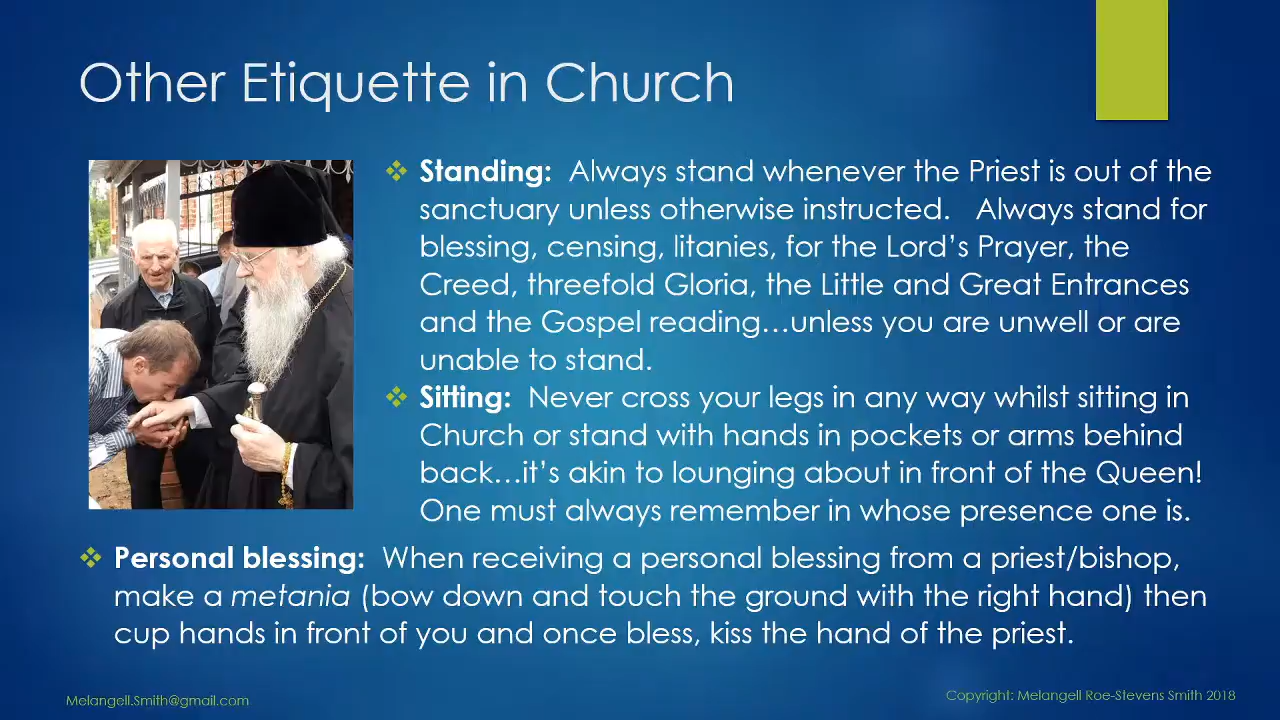 Other Etiquette in Church
❖ Standing: Always stand whenever the Priest is out of the
sanctuary unless otherwise instructed. Always stand for
blessing, censing, litanies, for the Lord's Prayer, the
Creed, threefold Gloria, the Little and Great Entrances
and the Gospel reading…unless you are unwell or are
unable to stand.
❖ Sitting: Never cross your legs in any way whilst sitting in
Church or stand with hands in pockets or arms behind
back…it's akin to lounging about in front of the Queen!
One must always remember in whose presence one is.
❖ Personal blessing: When receiving a personal blessing from a priest/bishop,
make a metania (bow down and touch the ground with the right hand) then
cup hands in front of you and once bless, kiss the hand of the priest.
Melangell.Smith@gmail.com
Copyright: Melangell Roe-Stevens Smith 2018